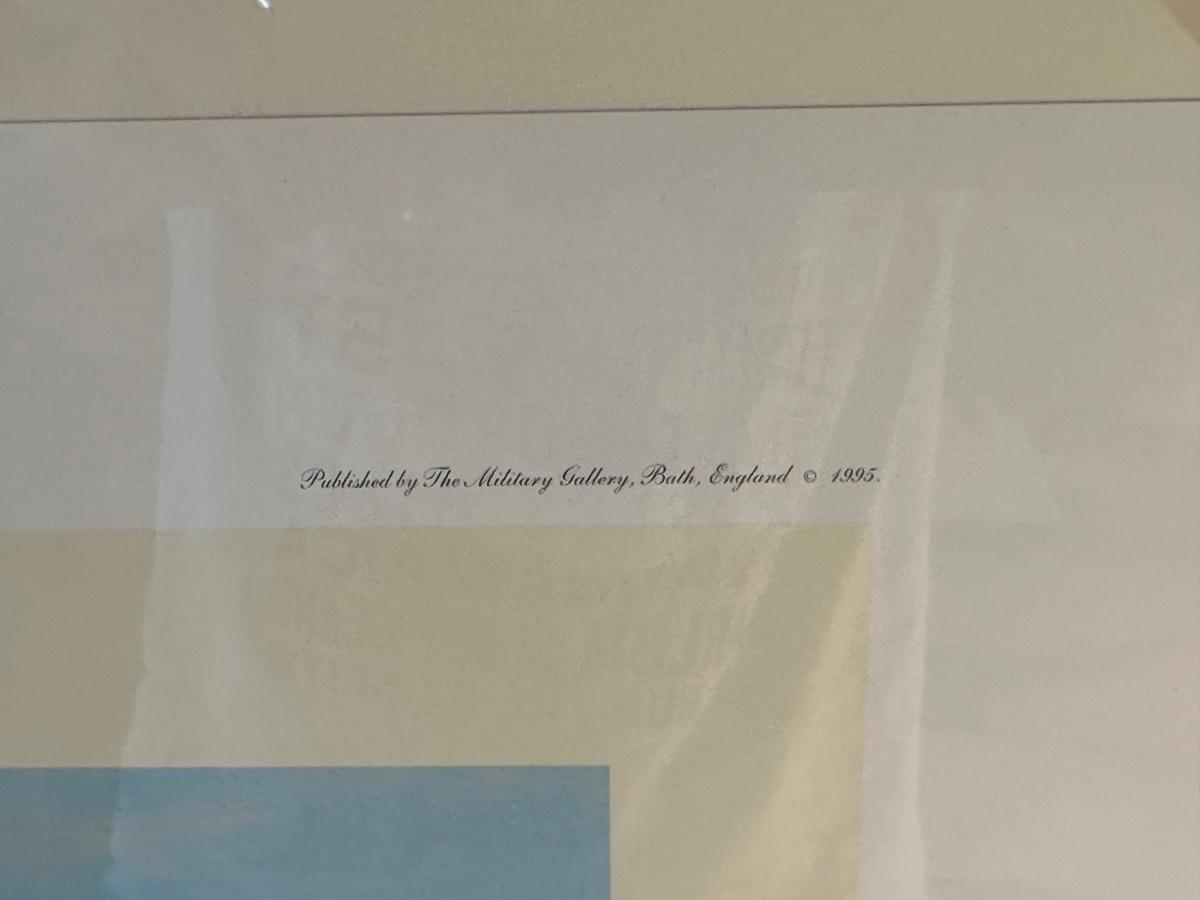 Published by The Military Gallery, Bath, England © 1995.